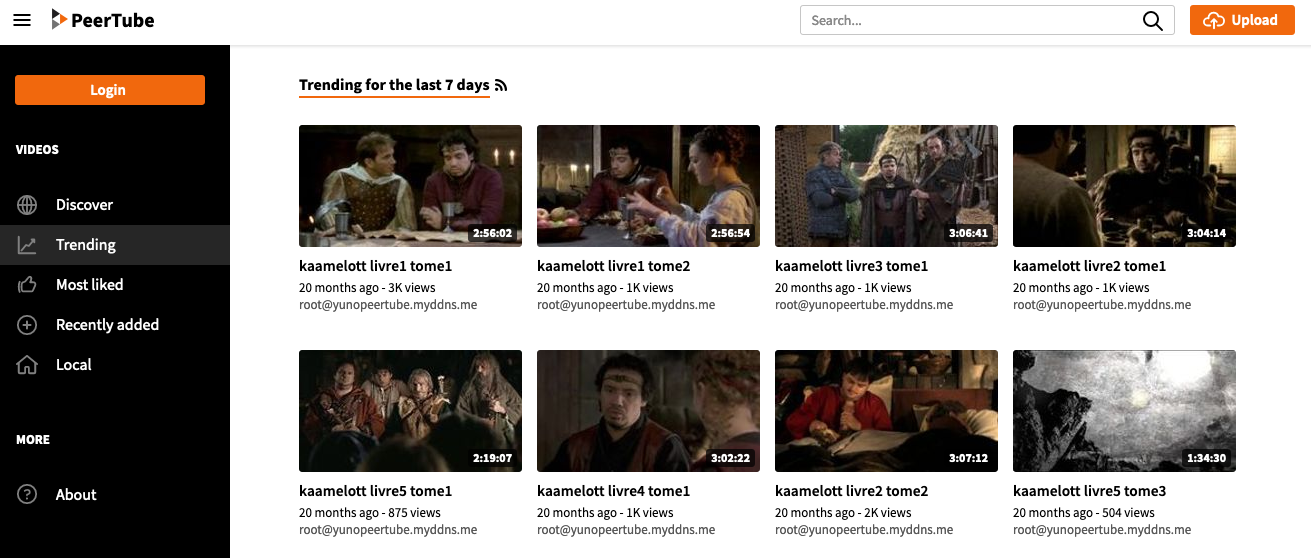 PeerTube
Search...
Upload
Login
VIDEOS
Discover
Trending
Most liked
Recently added
Local
MORE
About
Trending for the last 7 days
2:56:02
2:56:54
3:06:41
3:04:14
kaamelott livre1 tome1
20 months ago - 3K views
root@yunopeertube.myddns.me
kaamelott livre1 tome2
20 months ago - 1K views
root@yunopeertube.myddns.me
kaamelott livre3 tome1
20 months ago - 1K views
root@yunopeertube.myddns.me
kaamelott livre2 tome1
20 months ago - 1K views
root@yunopeertube.myddns.me
2:19:07
3:02:22
3:07:12
1:34:30
kaamelott livre5 tome1
20 months ago - 875 views
root@yunopeertube.myddns.me
kaamelott livre4 tome1
20 months ago - 1K views
root@yunopeertube.myddns.me
kaamelott livre2 tome2
20 months ago - 2K views
root@yunopeertube.myddns.me
kaamelott livre5 tome3
20 months ago - 504 views
root@yunopeertube.myddns.me